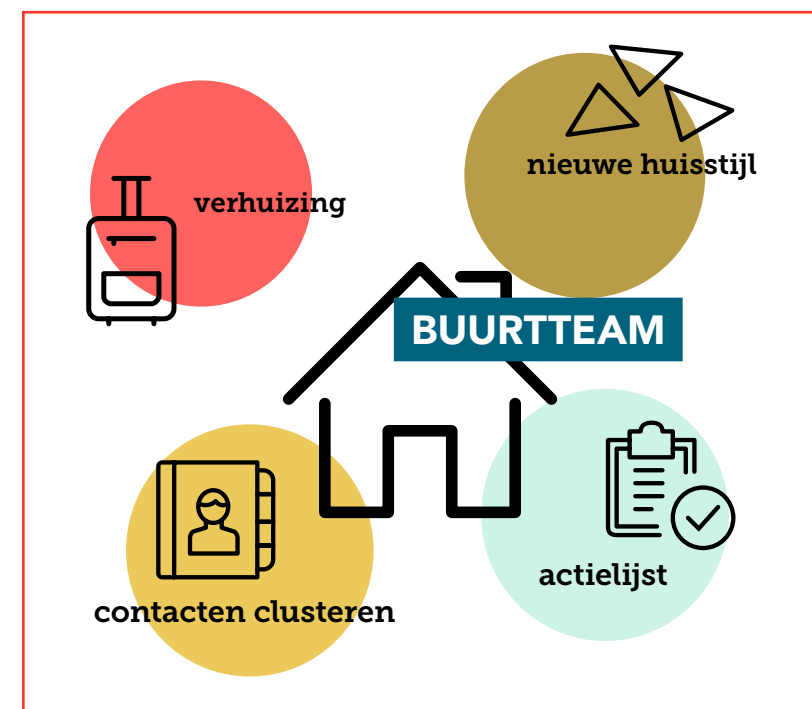 nieuwe huisstijl
verhuizing
BUURTTEAM
actielijst
contacten clusteren